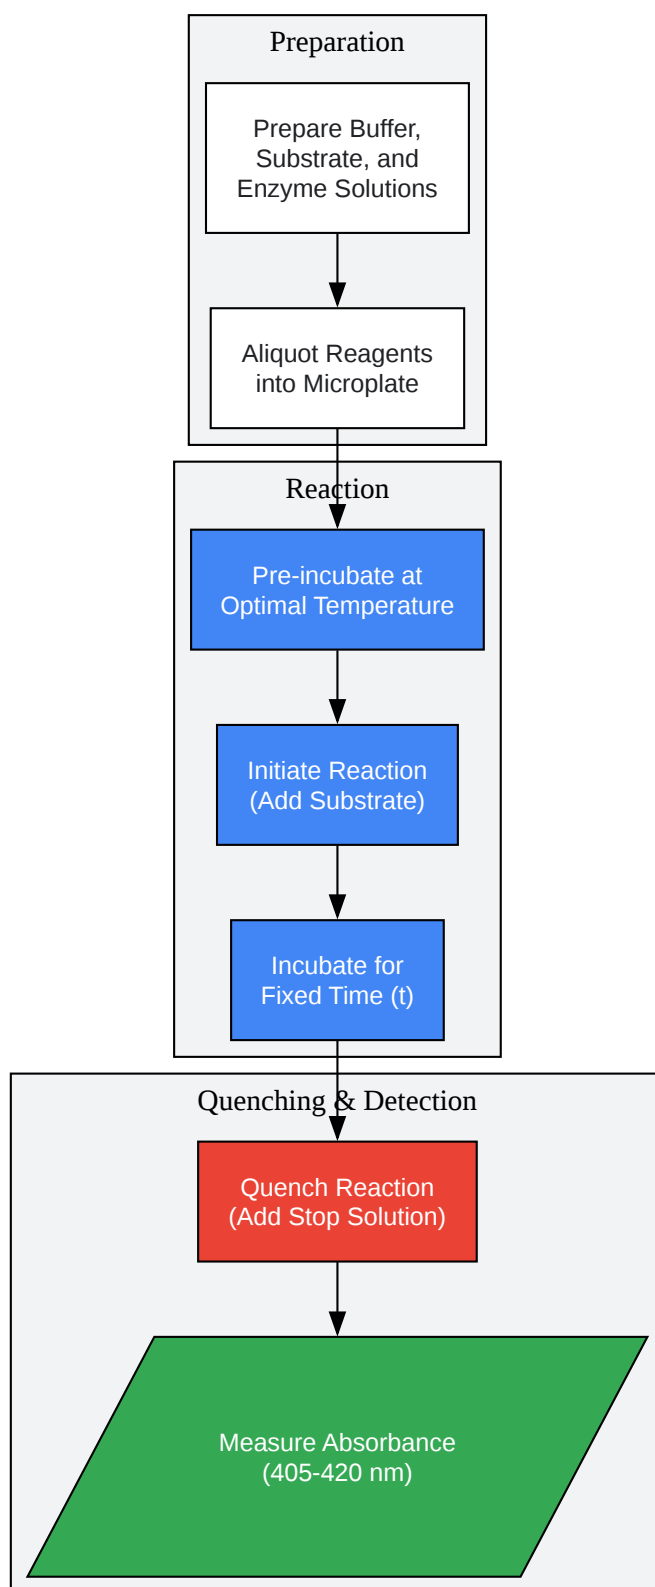 Preparation
Prepare Buffer,
Substrate, and
Enzyme Solutions
Aliquot Reagents
into Microplate
Reaction
Pre-incubate at
Optimal Temperature
Initiate Reaction
(Add Substrate)
Incubate for
Fixed Time (t)
Quenching & Detection
Quench Reaction
(Add Stop Solution)
Measure Absorbance
(405-420 nm)